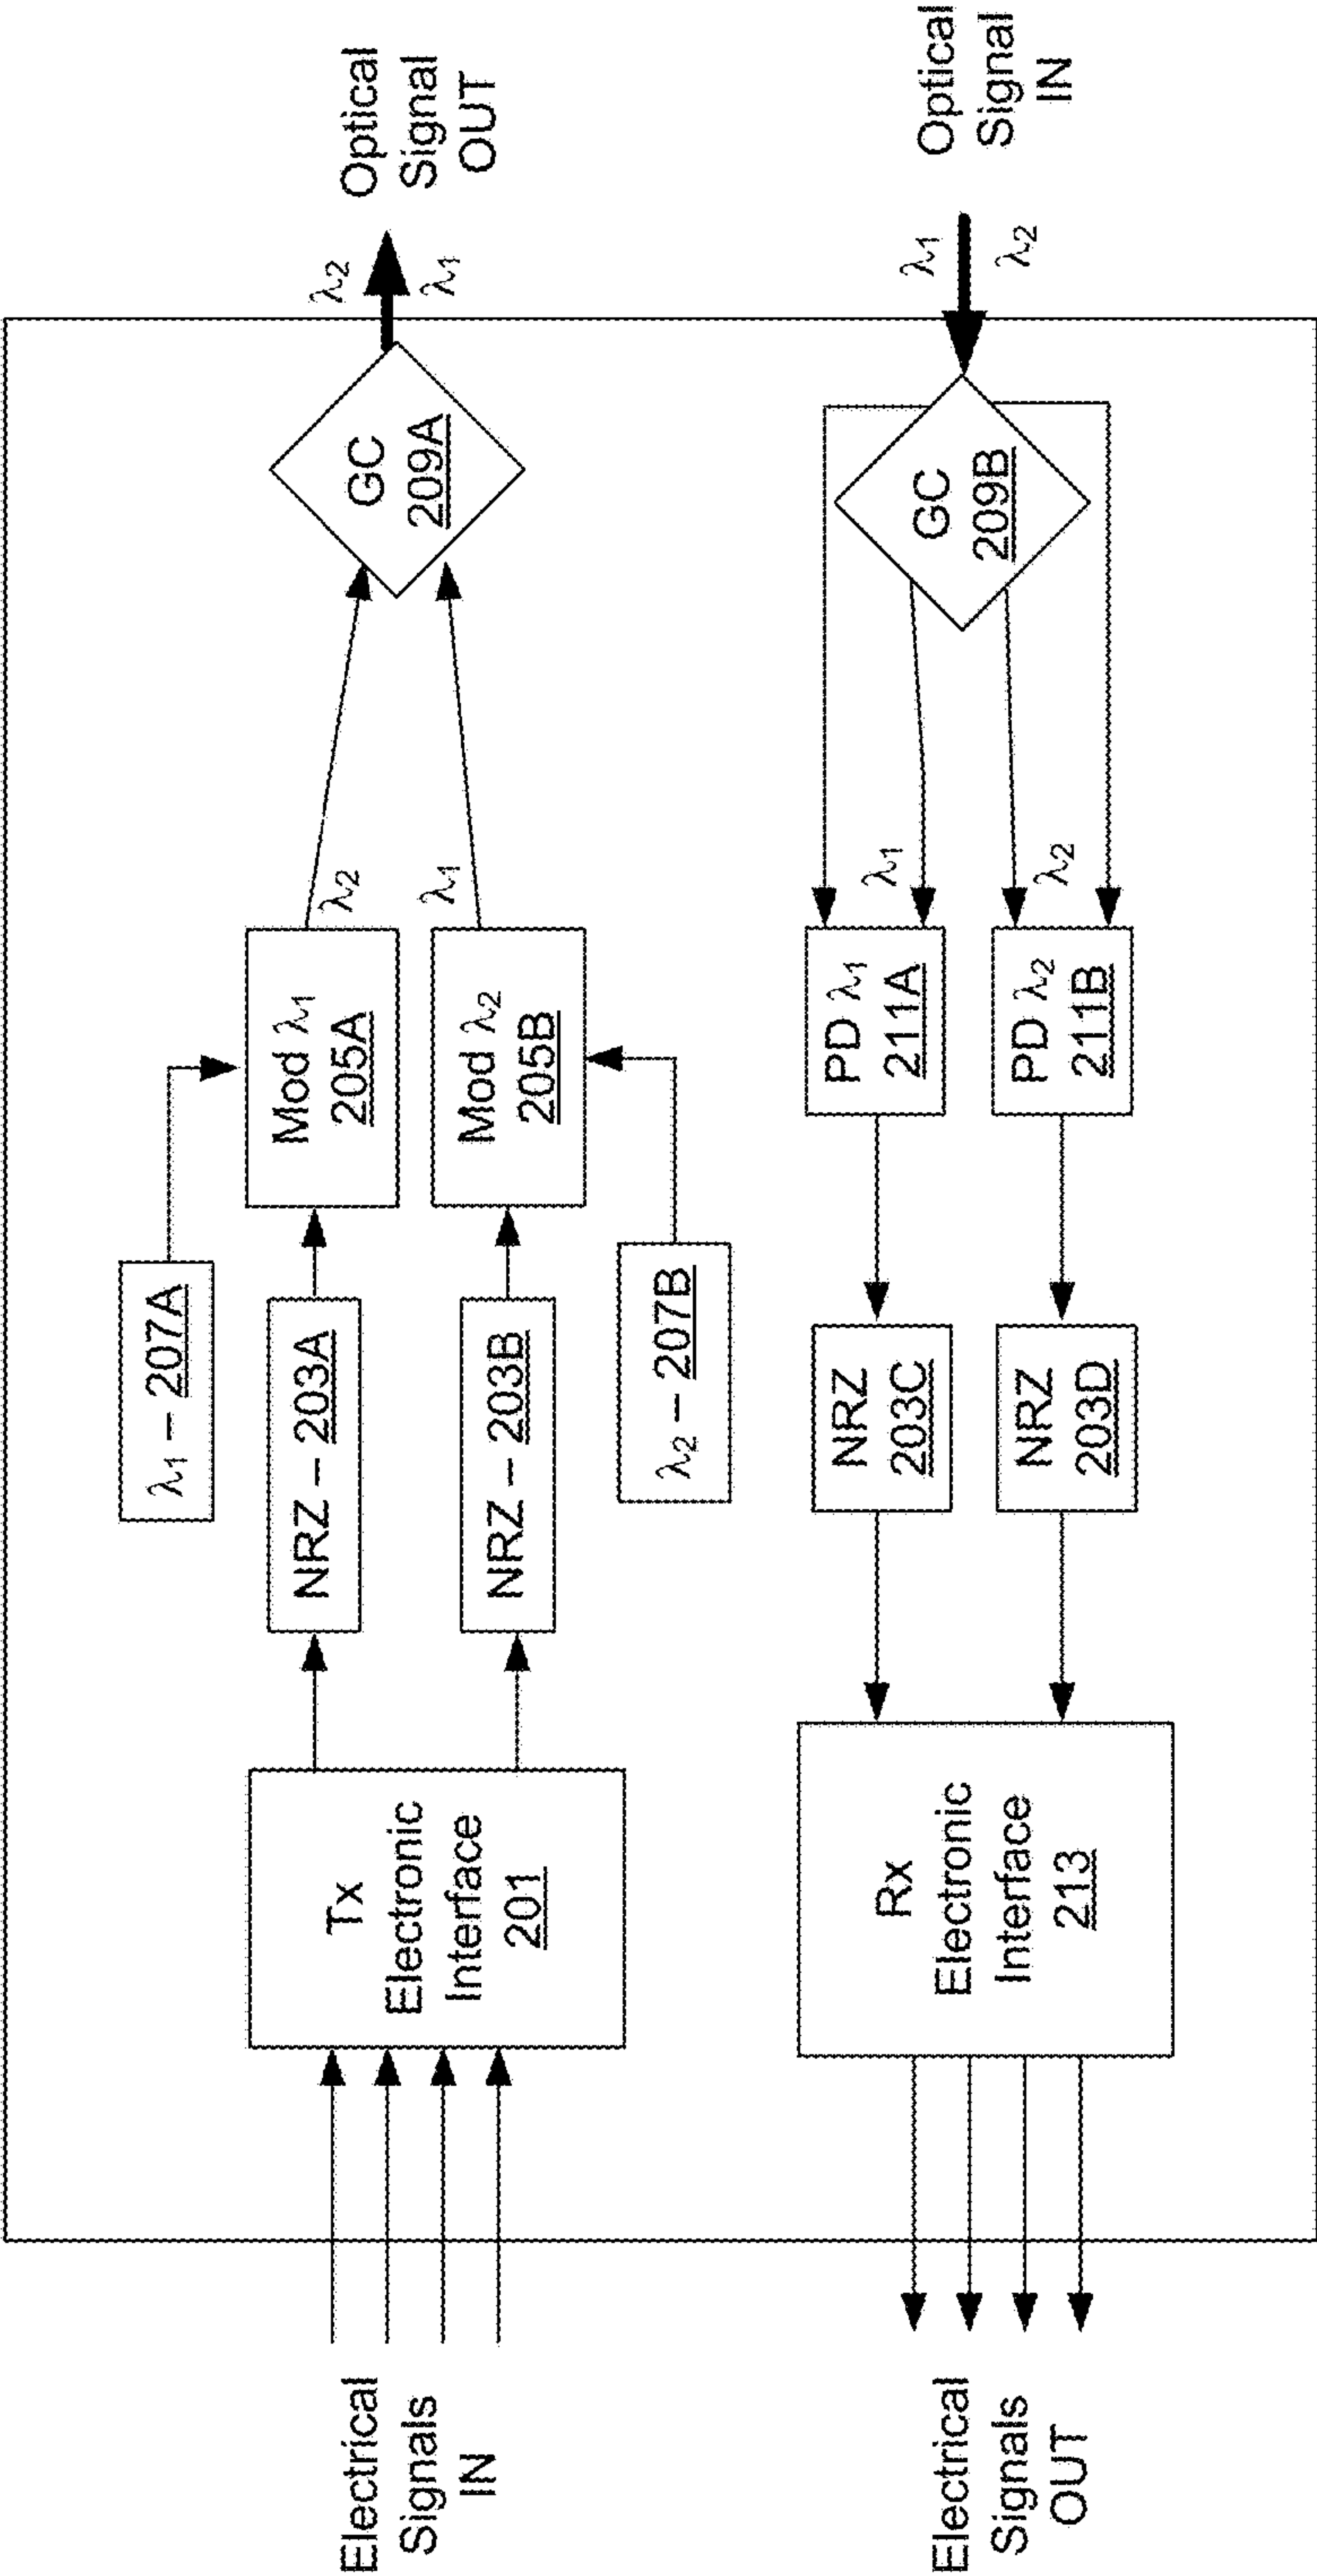 Electrical
Signals
IN
Tx
Electronic
Interface
201
λ1 – 207A
NRZ – 203A
NRZ – 203B
λ2 – 207B
Mod λ1
205A
Mod λ2
205B
λ2
λ1
GC
209A
λ2
λ1
Optical
Signal
OUT
Electrical
Signals
OUT
Rx
Electronic
Interface
213
NRZ
203C
NRZ
203D
PD λ1
211A
PD λ2
211B
λ1
λ2
GC
209B
λ1
λ2
Optical
Signal
IN